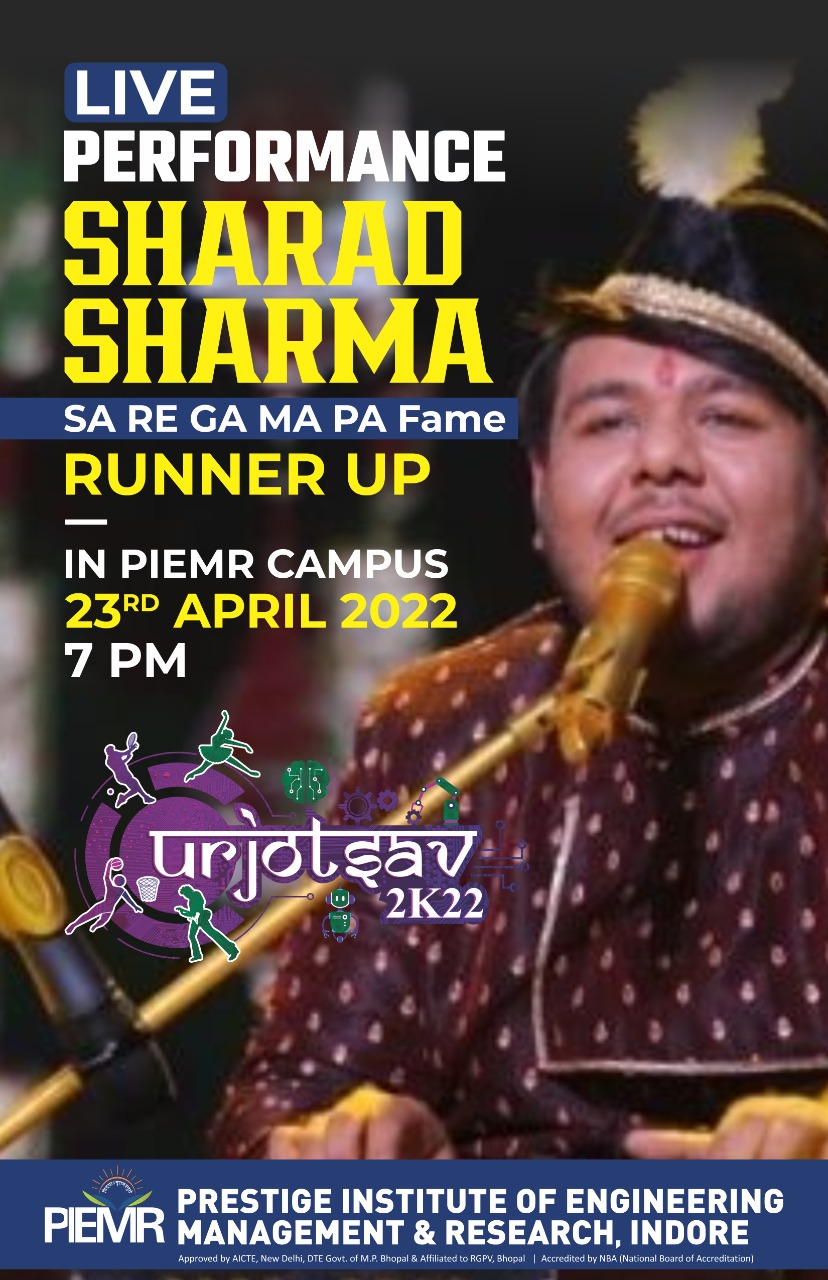 LIVE
PERFORMANCE
SHARAD
SHARMA
SA RE GA MA PA Fame
RUNNER UP
IN PIEMR CAMPUS
23RD APRIL 2022
7 PM
urjotsav
2K22
PIEMR
PRESTIGE INSTITUTE OF ENGINEERING
MANAGEMENT & RESEARCH, INDORE
Approved by AICTE, New Delhi, DTE Govt. of M.P. Bhopal & Affiliated to RGPV, Bhopal | Accredited by NBA (National Board of Accreditation)